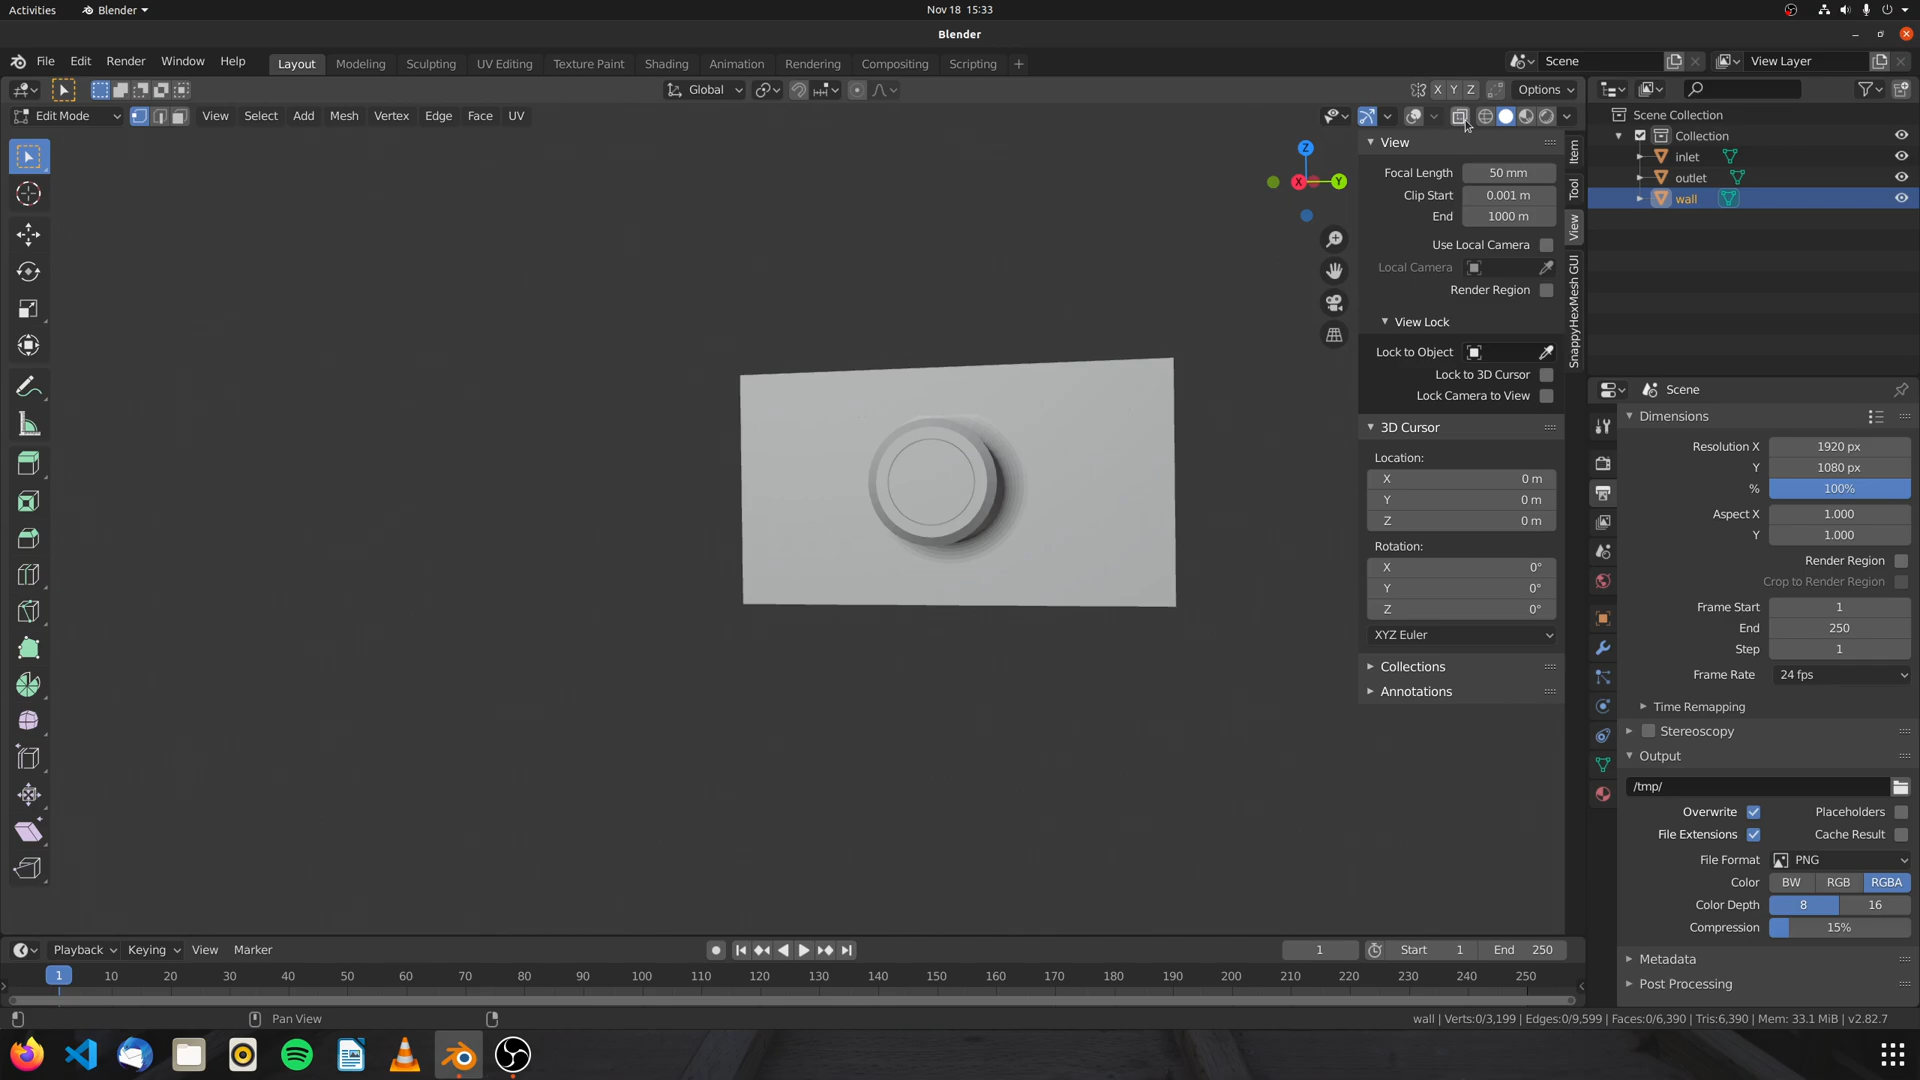 Activities Blender Nov 18 15:33
Blender
File Edit Render Window Help Layout Modeling Sculpting UV Editing Texture Paint Shading Animation Rendering Compositing Scripting + Scene View Layer
Global X Y Z Options
Edit Mode View Select Add Mesh Vertex Edge Face UV
Scene Collection
Collection
inlet
outlet
wall
Z
X
Y
View
Focal Length 50 mm
Clip Start 0.001 m
End 1000 m
Use Local Camera
Local Camera
Render Region
View Lock
Lock to Object
Lock to 3D Cursor
Lock Camera to View
3D Cursor
Location:
X 0 m
Y 0 m
Z 0 m
Rotation:
X 0°
Y 0°
Z 0°
XYZ Euler
Collections
Annotations
Item
Tool
View
SnappyHexMesh GUI
Scene
Dimensions
Resolution X 1920 px
Y 1080 px
% 100%
Aspect X 1.000
Y 1.000
Render Region
Crop to Render Region
Frame Start 1
End 250
Step 1
Frame Rate 24 fps
Time Remapping
Stereoscopy
Output
/tmp/
Overwrite Placeholders
File Extensions Cache Result
File Format PNG
Color BW RGB RGBA
Color Depth 8 16
Compression 15%
Metadata
Post Processing
Playback Keying View Marker 1 Start 1 End 250
1 10 20 30 40 50 60 70 80 90 100 110 120 130 140 150 160 170 180 190 200 210 220 230 240 250
Pan View wall | Verts:0/3,199 | Edges:0/9,599 | Faces:0/6,390 | Tris:6,390 | Mem: 33.1 MiB | v2.82.7